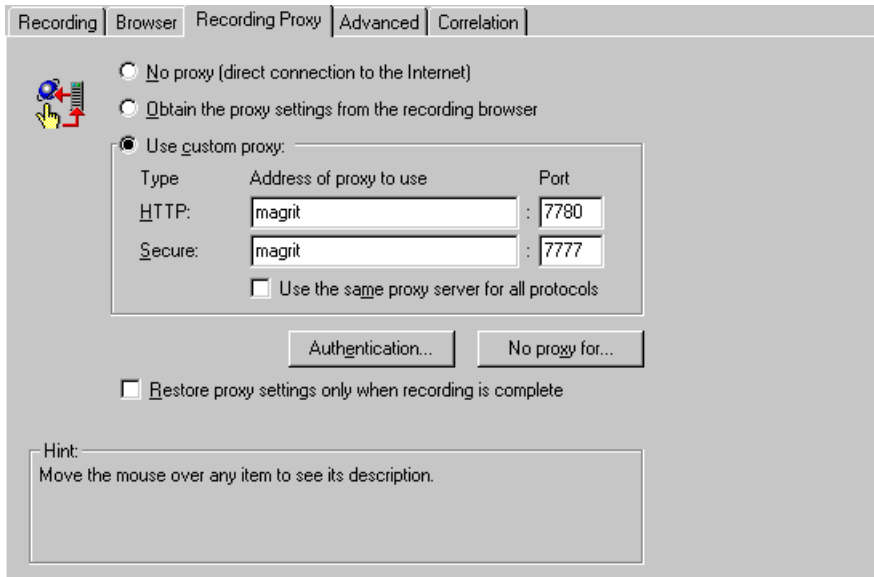 Recording Browser Recording Proxy Advanced Correlation
No proxy (direct connection to the Internet)
Obtain the proxy settings from the recording browser
Use custom proxy:
Type Address of proxy to use Port
HTTP: magrit : 7780
Secure: magrit : 7777
Use the same proxy server for all protocols
Authentication... No proxy for...
Restore proxy settings only when recording is complete
Hint:
Move the mouse over any item to see its description.